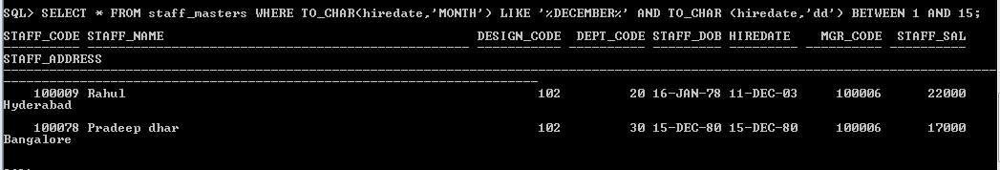 SQL> SELECT * FROM staff_masters WHERE TO_CHAR(hiredate,'MONTH') LIKE '%DECEMBER%' AND TO_CHAR (hiredate,'dd') BETWEEN 1 AND 15;
STAFF_CODE STAFF_NAME DESIGN_CODE DEPT_CODE STAFF_DOB HIREDATE MGR_CODE STAFF_SAL
STAFF_ADDRESS
100009 Rahul 102 20 16-JAN-78 11-DEC-03 100006 22000
Hyderabad
100078 Pradeep dhar 102 30 15-DEC-80 15-DEC-80 100006 17000
Bangalore